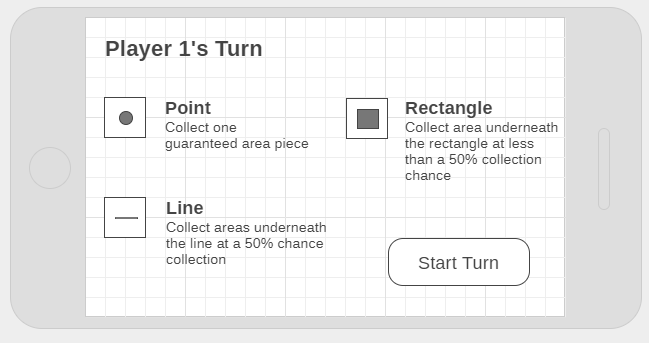 Player 1's Turn
Point
Collect one
guaranteed area piece
Rectangle
Collect area underneath
the rectangle at less
than a 50% collection
chance
Line
Collect areas underneath
the line at a 50% chance
collection
Start Turn